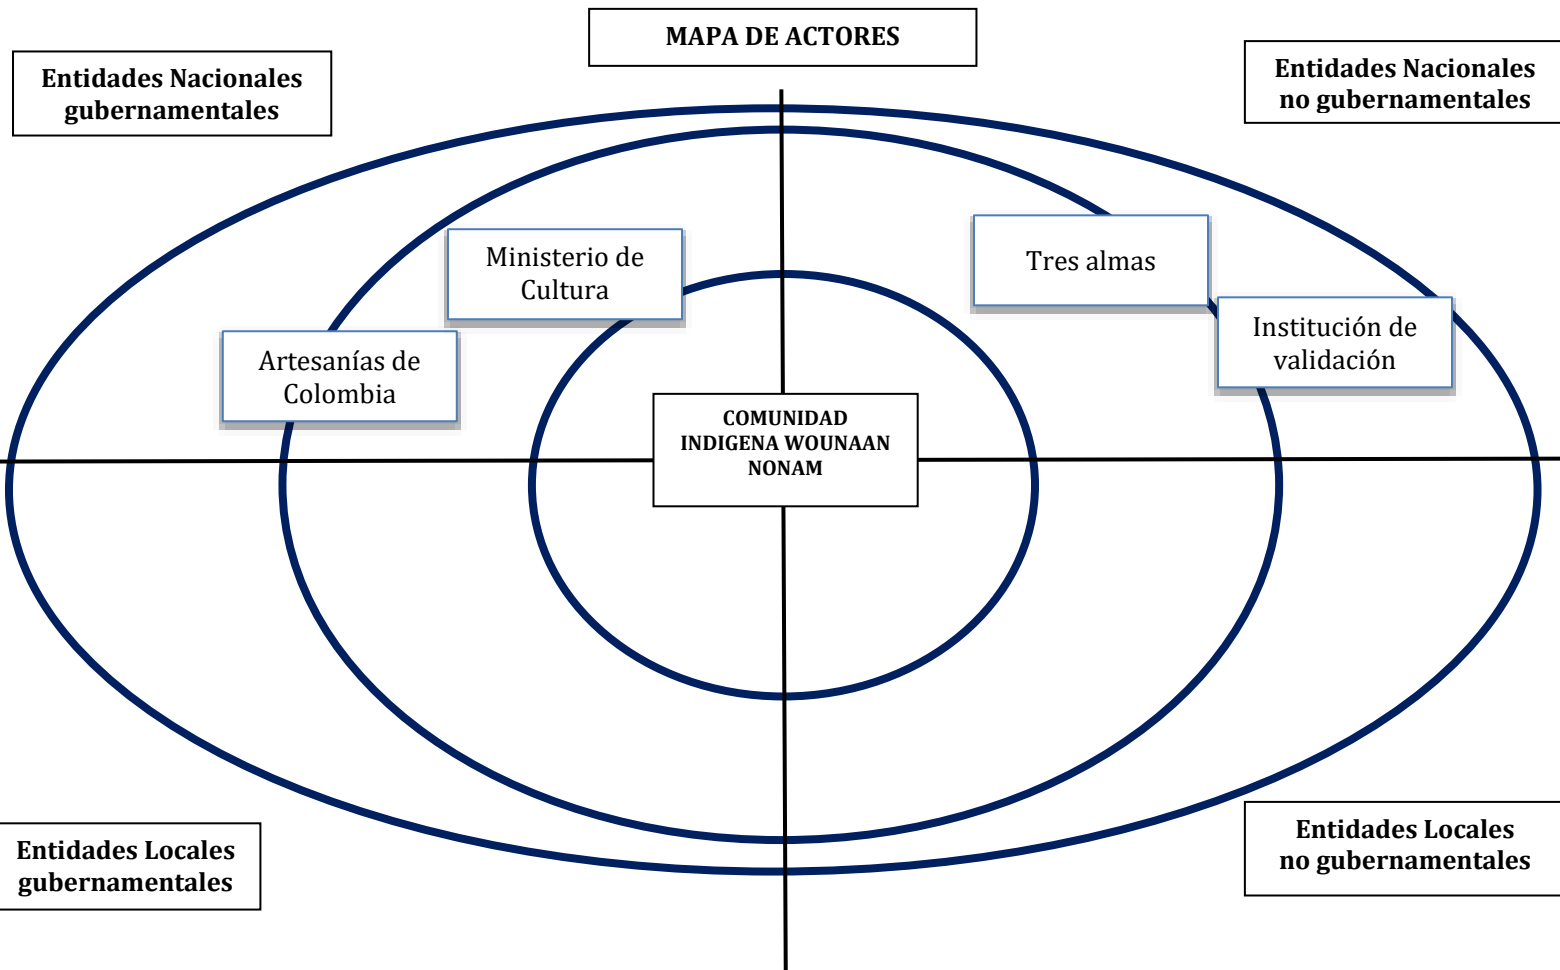 MAPA DE ACTORES
Entidades Nacionales
gubernamentales
Entidades Nacionales
no gubernamentales
Ministerio de
Cultura
Tres almas
Artesanías de
Colombia
Institución de
validación
COMUNIDAD
INDIGENA WOUNAAN
NONAM
Entidades Locales
gubernamentales
Entidades Locales
no gubernamentales